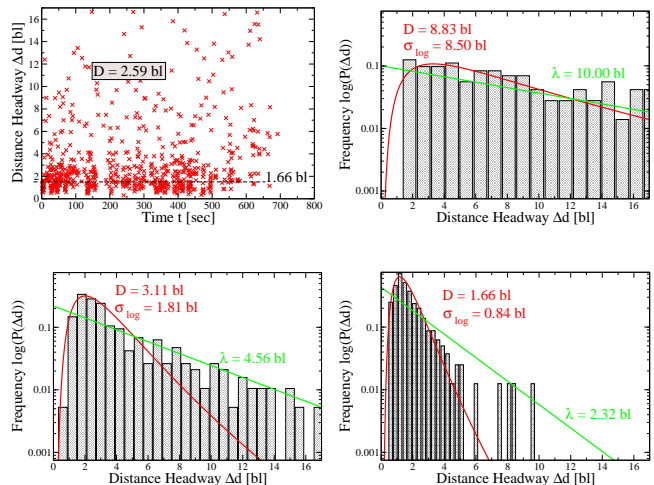 Distance Headway Δd [bl]
16
14
12
10
8
6
4
2
0
D = 2.59 bl
1.66 bl
0 100 200 300 400 500 600 700 800
Time t [sec]
Frequency log(P(Δd))
0.1
0.01
0.001
D = 8.83 bl
σlog = 8.50 bl
λ = 10.00 bl
0 2 4 6 8 10 12 14 16
Distance Headway Δd [bl]
Frequency log(P(Δd))
0.1
0.01
0.001
D = 3.11 bl
σlog = 1.81 bl
λ = 4.56 bl
0 2 4 6 8 10 12 14 16
Distance Headway Δd [bl]
Frequency log(P(Δd))
0.1
0.01
0.001
D = 1.66 bl
σlog = 0.84 bl
λ = 2.32 bl
0 2 4 6 8 10 12 14 16
Distance Headway Δd [bl]